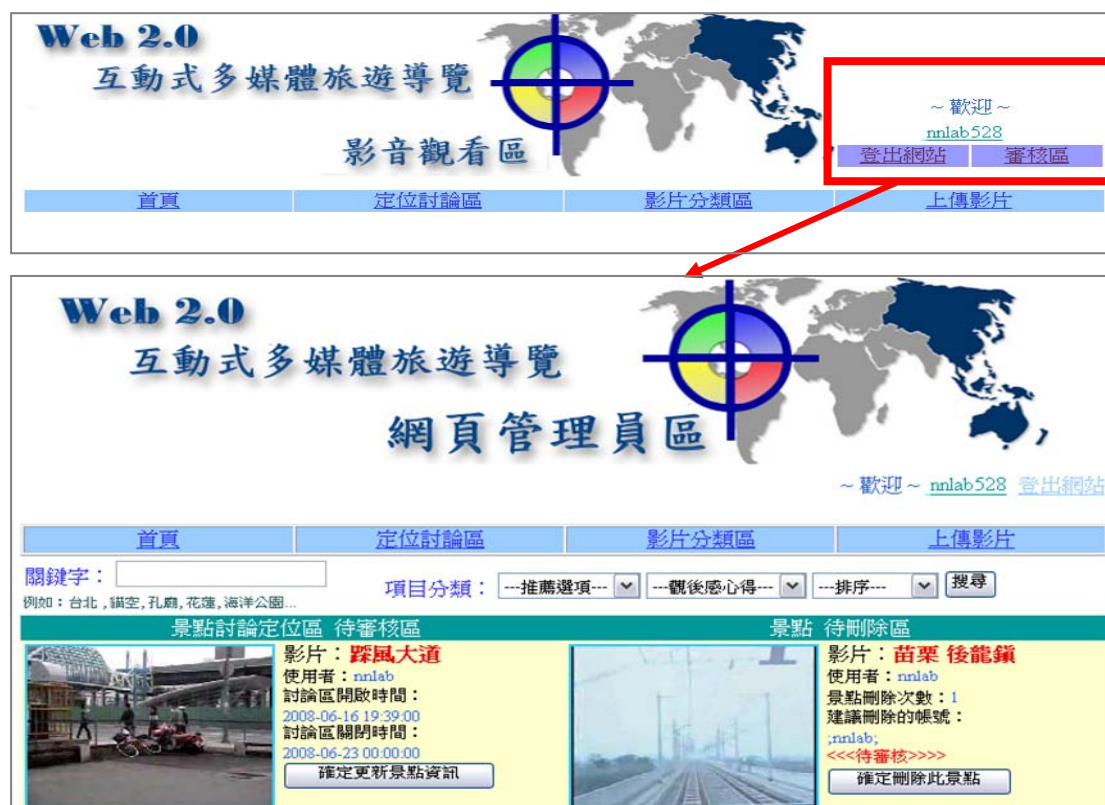 Web 2.0
互動式多媒體旅遊導覽
影音觀看區
~ 歡迎 ~
nnlab528
登出網站 審核區
首頁 定位討論區 影片分類區 上傳影片
Web 2.0
互動式多媒體旅遊導覽
網頁管理員區
~ 歡迎 ~ nnlab528 登出網站
首頁 定位討論區 影片分類區 上傳影片
關鍵字：
項目分類： ---推薦選項--- ---觀後感心得--- ---排序--- 搜尋
例如：台北 ,貓空,孔廟,花蓮,海洋公園...
景點討論定位區 待審核區
景點 待刪除區
影片：踩風大道
使用者：nnlab
討論區開啟時間：
2008-06-16 19:39:00
討論區關閉時間：
2008-06-23 00:00:00
確定更新景點資訊
影片：苗栗 後龍鎮
使用者：nnlab
景點刪除次數：1
建議刪除的帳號：
;nnlab;
<<<待審核>>>>
確定刪除此景點